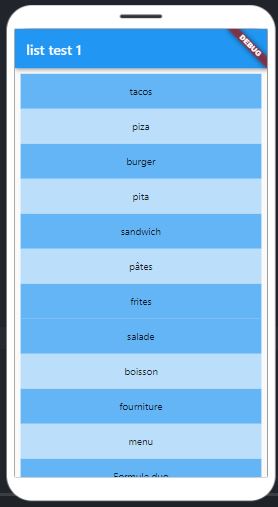 list test 1
DEBUG
tacos
piza
burger
pita
sandwich
pâtes
frites
salade
boisson
fourniture
menu
Formule duo